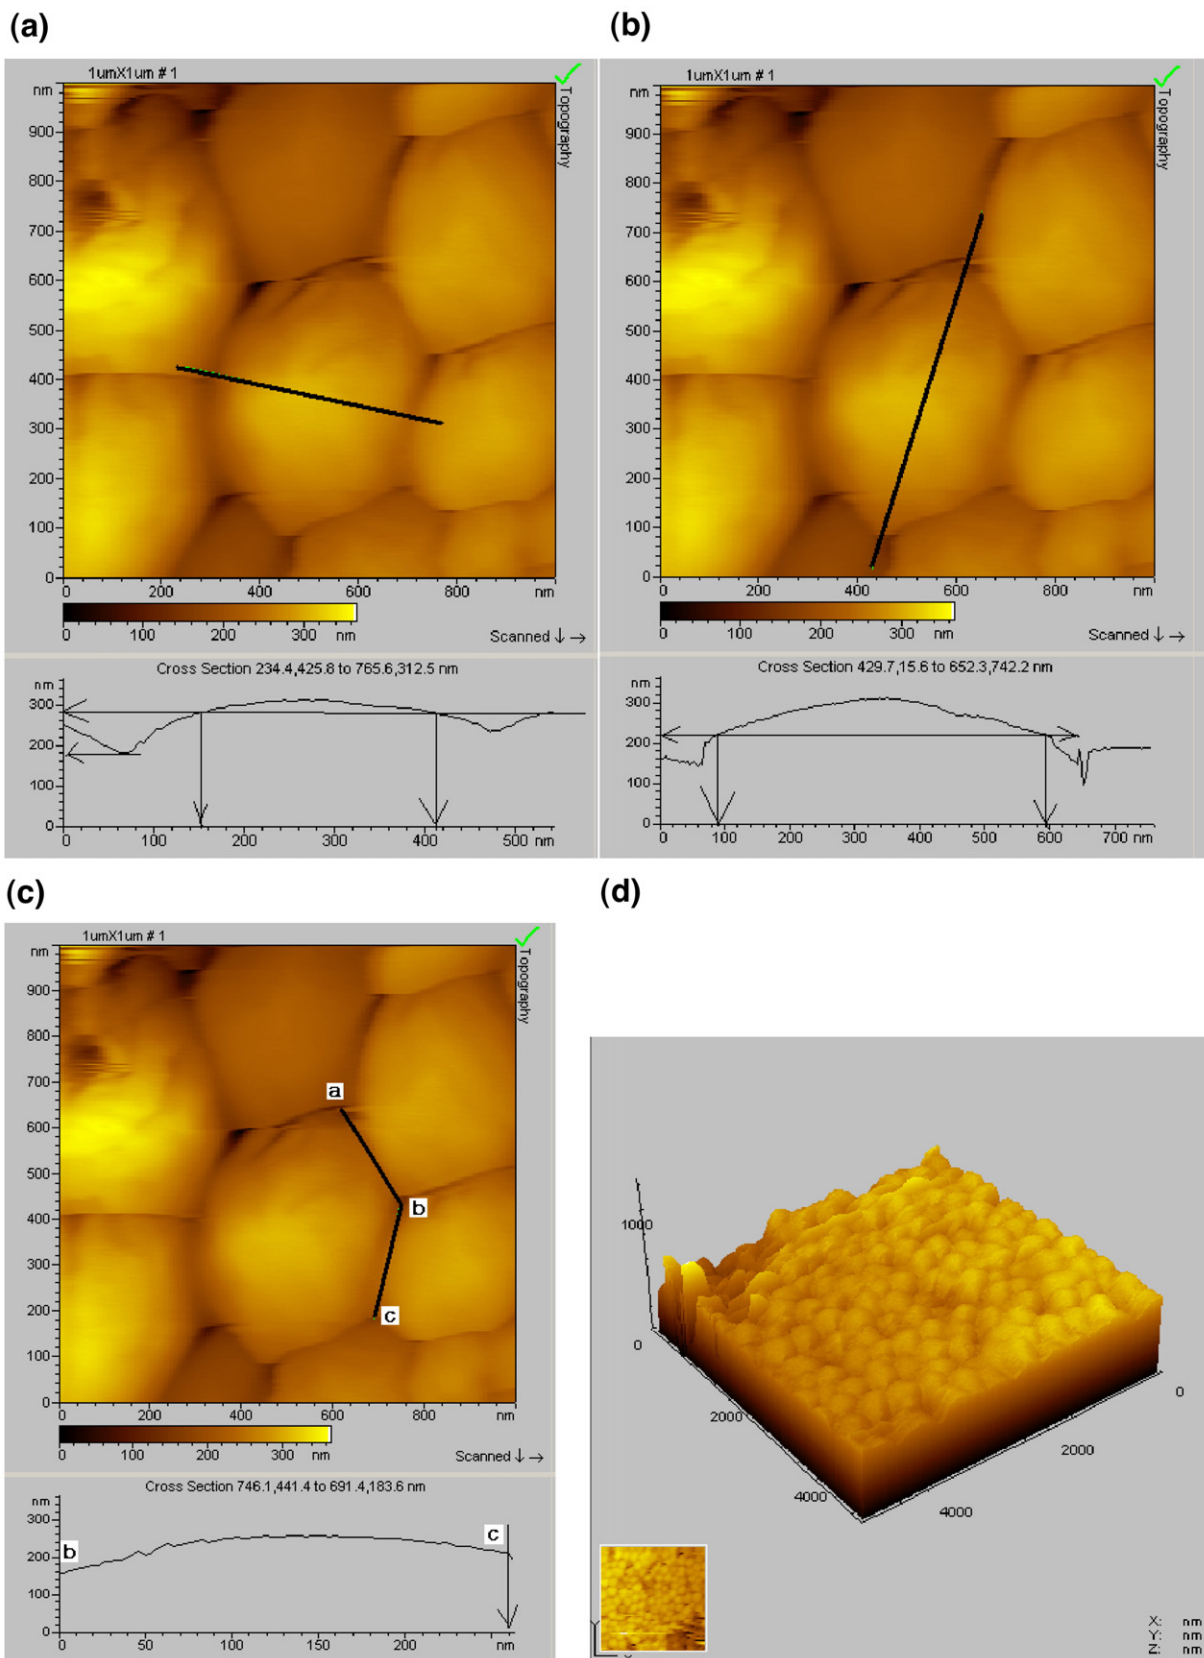 (a)
1umX1um # 1
Topography
nm
900
800
700
600
500
400
300
200
100
0
0 200 400 600 800 nm
0 100 200 300 nm
Scanned ↓ →
Cross Section 234.4,425.8 to 765.6,312.5 nm
nm
300
200
100
0
0 100 200 300 400 500 nm
(b)
1umX1um # 1
Topography
nm
900
800
700
600
500
400
300
200
100
0
0 200 400 600 800 nm
0 100 200 300 nm
Scanned ↓ →
Cross Section 429.7,15.6 to 652.3,742.2 nm
nm
300
200
100
0
0 100 200 300 400 500 600 700 nm
(c)
1umX1um # 1
Topography
nm
900
800
700
600
500
400
300
200
100
0
a
b
c
0 200 400 600 800 nm
0 100 200 300 nm
Scanned ↓ →
Cross Section 746.1,441.4 to 691.4,183.6 nm
nm
300
200
100
0
b
c
0 50 100 150 200 nm
(d)
1000
0
2000
4000
4000
2000
0
X: nm
Y: nm
Z: nm